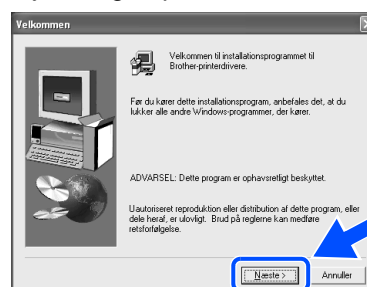 Velkommen
Velkommen til installationsprogrammet til
Brother-printerdrivere.
Før du kører dette installationsprogram, anbefales det, at du
lukker alle andre Windows-programmer, der kører.
ADVARSEL: Dette program er ophavsretligt beskyttet.
Uautoriseret reproduktion eller distribution af dette program, eller
dele heraf, er ulovligt. Brud på reglerne kan medføre
retsforfølgelse.
Næste >
Annuller